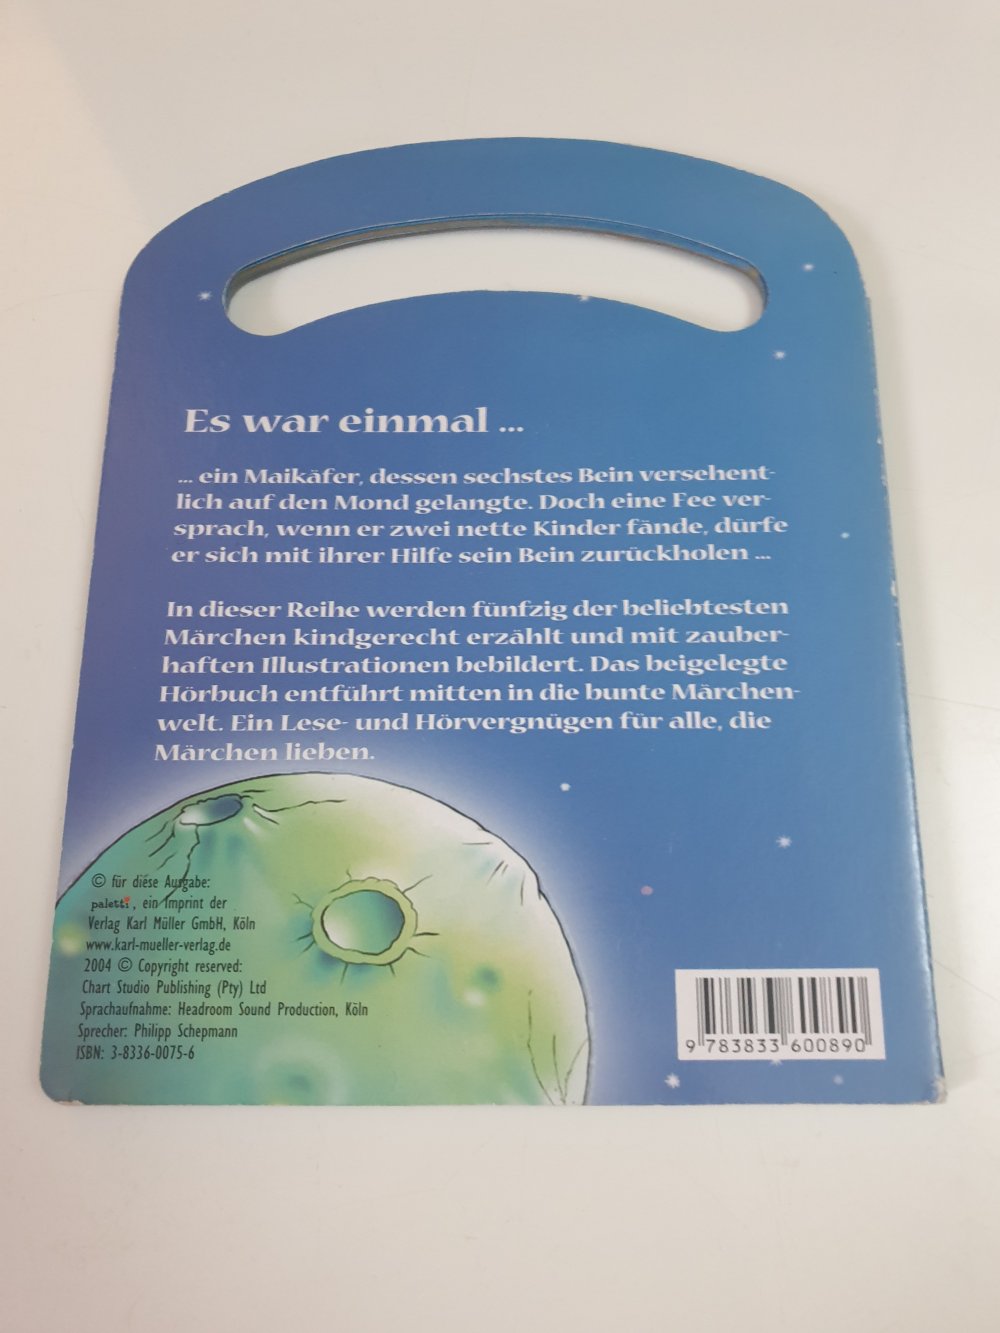 Es war einmal ...
... ein Maikäfer, dessen sechstes Bein versehent-
lich auf den Mond gelangte. Doch eine Fee ver-
sprach, wenn er zwei nette Kinder fände, dürfe
er sich mit ihrer Hilfe sein Bein zurückholen ...
In dieser Reihe werden fünfzig der beliebtesten
Märchen kindgerecht erzählt und mit zauber-
haften Illustrationen bebildert. Das beigelegte
Hörbuch entführt mitten in die bunte Märchen-
welt. Ein Lese- und Hörvergnügen für alle, die
Märchen lieben.
© für diese Ausgabe:
paletti, ein Imprint der
Verlag Karl Müller GmbH, Köln
www.karl-mueller-verlag.de
2004 © Copyright reserved:
Chart Studio Publishing (Pty) Ltd
Sprachaufnahme: Headroom Sound Production, Köln
Sprecher: Philipp Schepmann
ISBN: 3-8336-0075-6
9 783833 600890